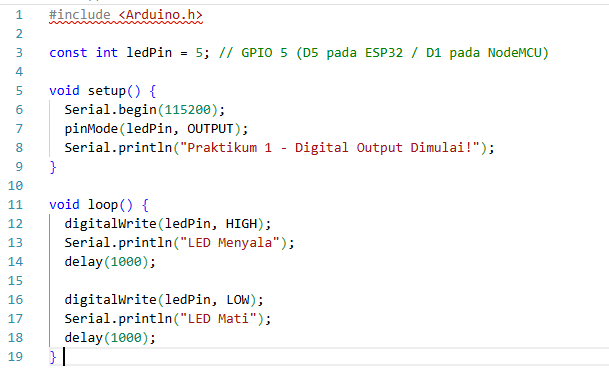 1 #include <Arduino.h>
2
3 const int ledPin = 5; // GPIO 5 (D5 pada ESP32 / D1 pada NodeMCU)
4
5 void setup() {
6   Serial.begin(115200);
7   pinMode(ledPin, OUTPUT);
8   Serial.println("Praktikum 1 - Digital Output Dimulai!");
9 }
10
11 void loop() {
12   digitalWrite(ledPin, HIGH);
13   Serial.println("LED Menyala");
14   delay(1000);
15
16   digitalWrite(ledPin, LOW);
17   Serial.println("LED Mati");
18   delay(1000);
19 }